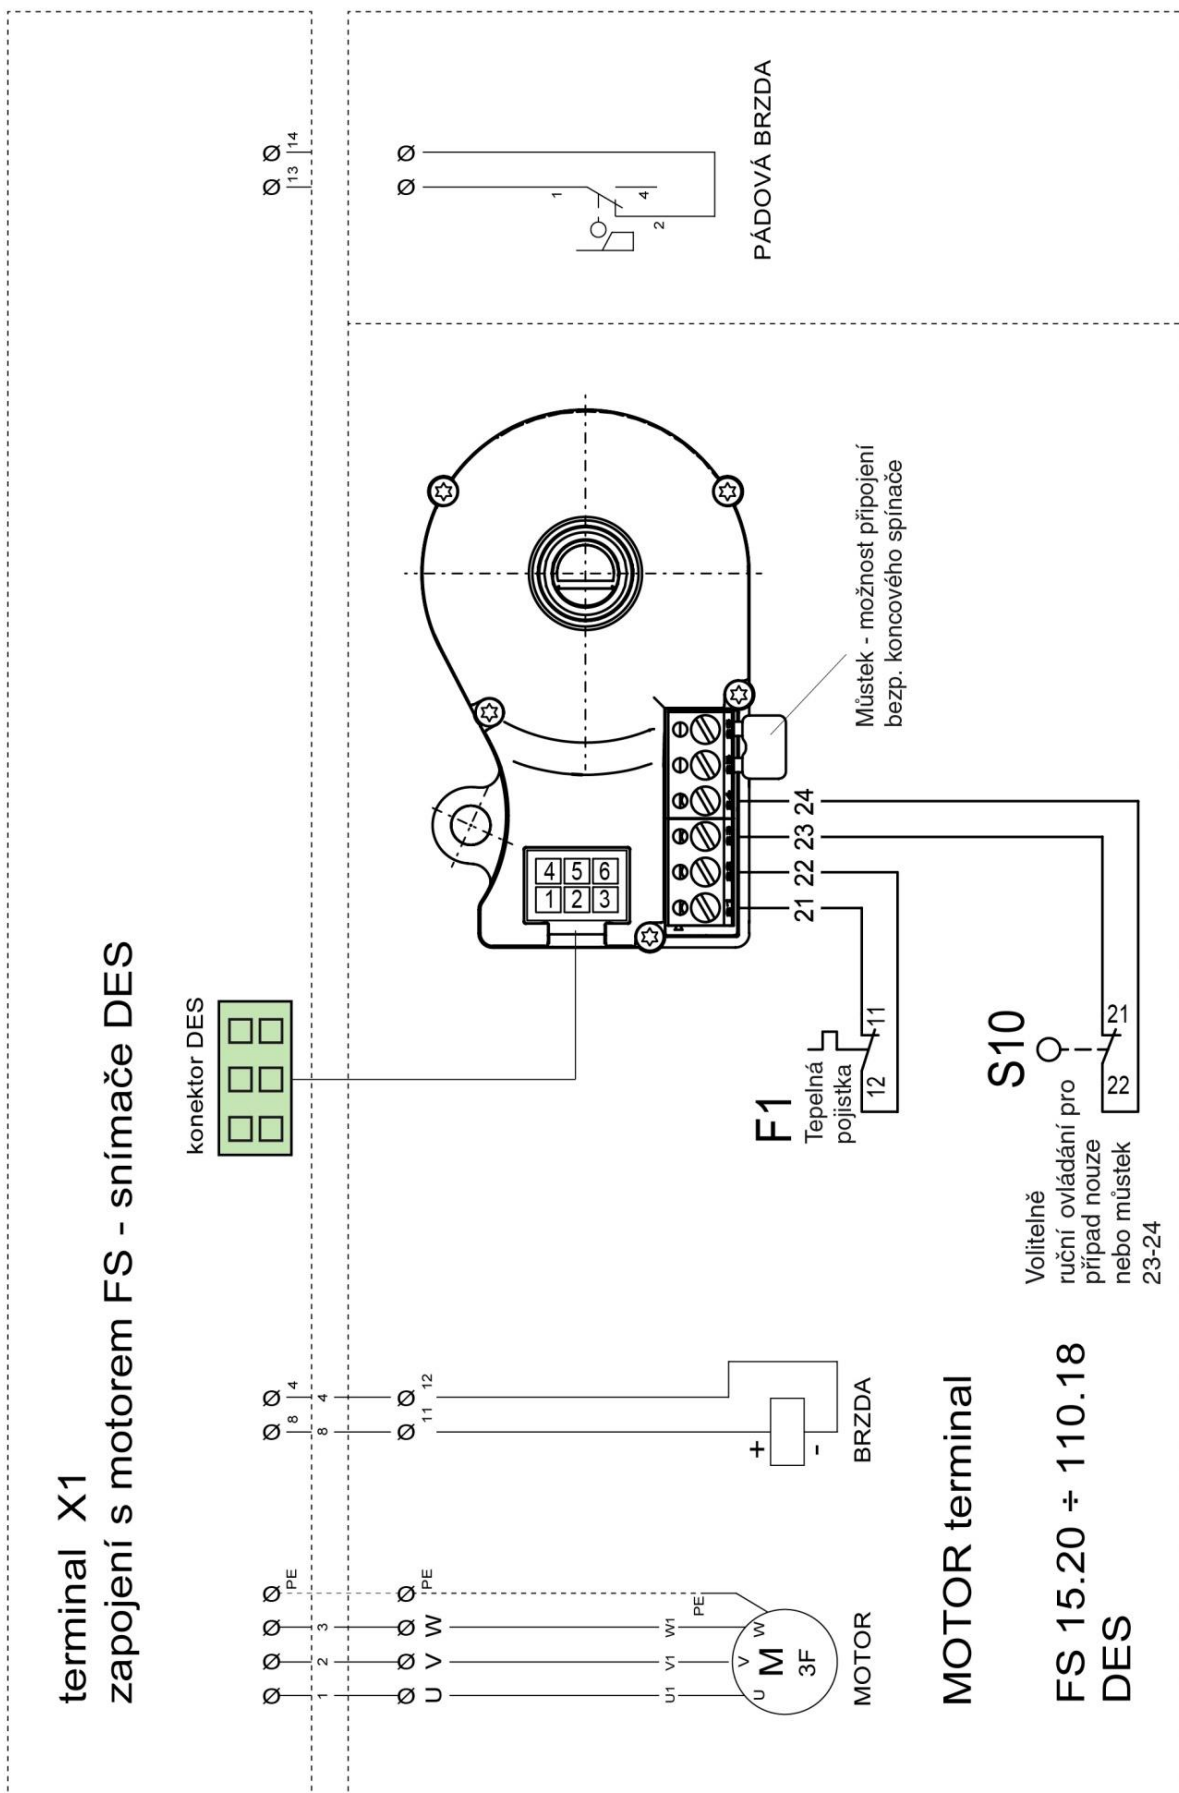 terminal X1
zapojení s motorem FS - snímače DES
konektor DES
PE
3
2
1
4
8
4
8
13
14
PE
W
V
U
12
11
4 5 6
1 2 3
PE
W1
V1
U1
W
V
U
M
3F
MOTOR
+
-
BRZDA
21
22
23
24
F1
Tepelná
pojistka
11
12
S10
21
22
Volitelně
ruční ovládání pro
případ nouze
nebo můstek
23-24
Můstek - možnost připojení
bezp. koncového spínače
1
4
2
PÁDOVÁ BRZDA
MOTOR terminal
FS 15.20 ÷ 110.18
DES